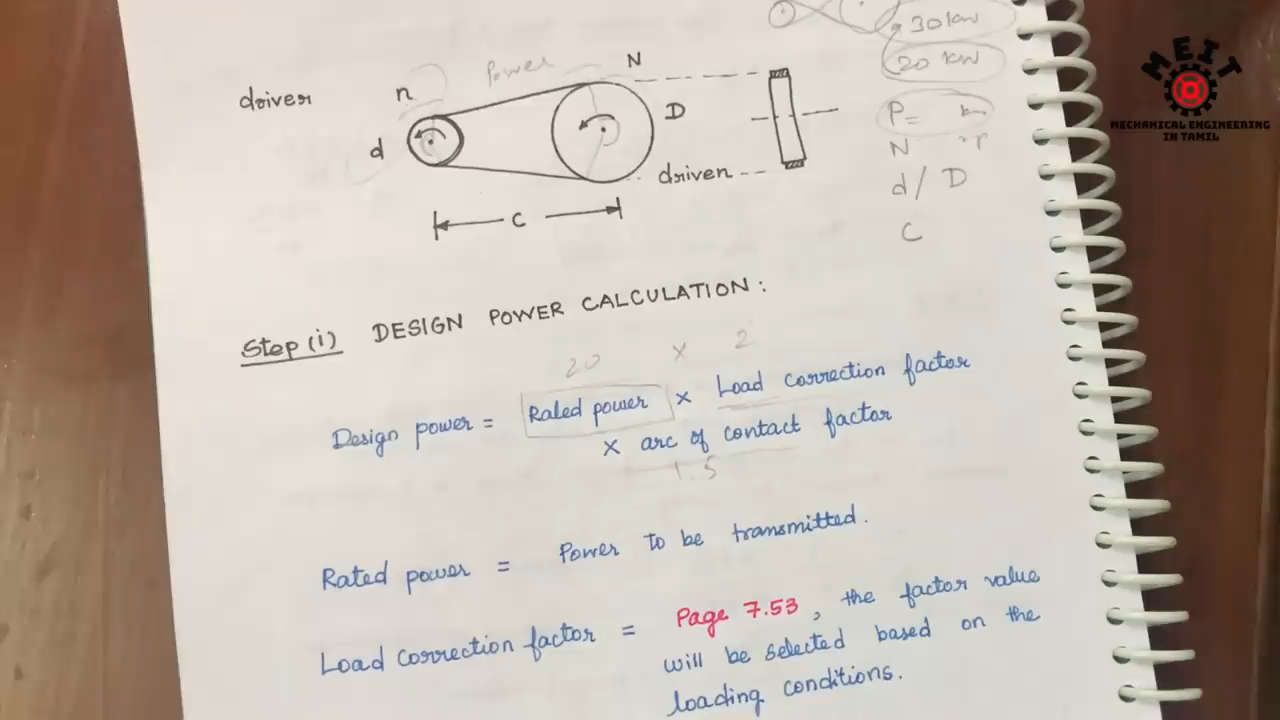 30 kW
20 kW
power
N
driver
n
D
d
driven
C
P=
N
d / D
C
MEIT
MECHANICAL ENGINEERING
IN TAMIL
Step (i) DESIGN POWER CALCULATION :
20 x 2
Design power = Rated power x Load correction factor
x arc of contact factor
1.5
Rated power = Power to be transmitted.
Load correction factor = Page 7.53, the factor value
will be selected based on the
loading conditions.